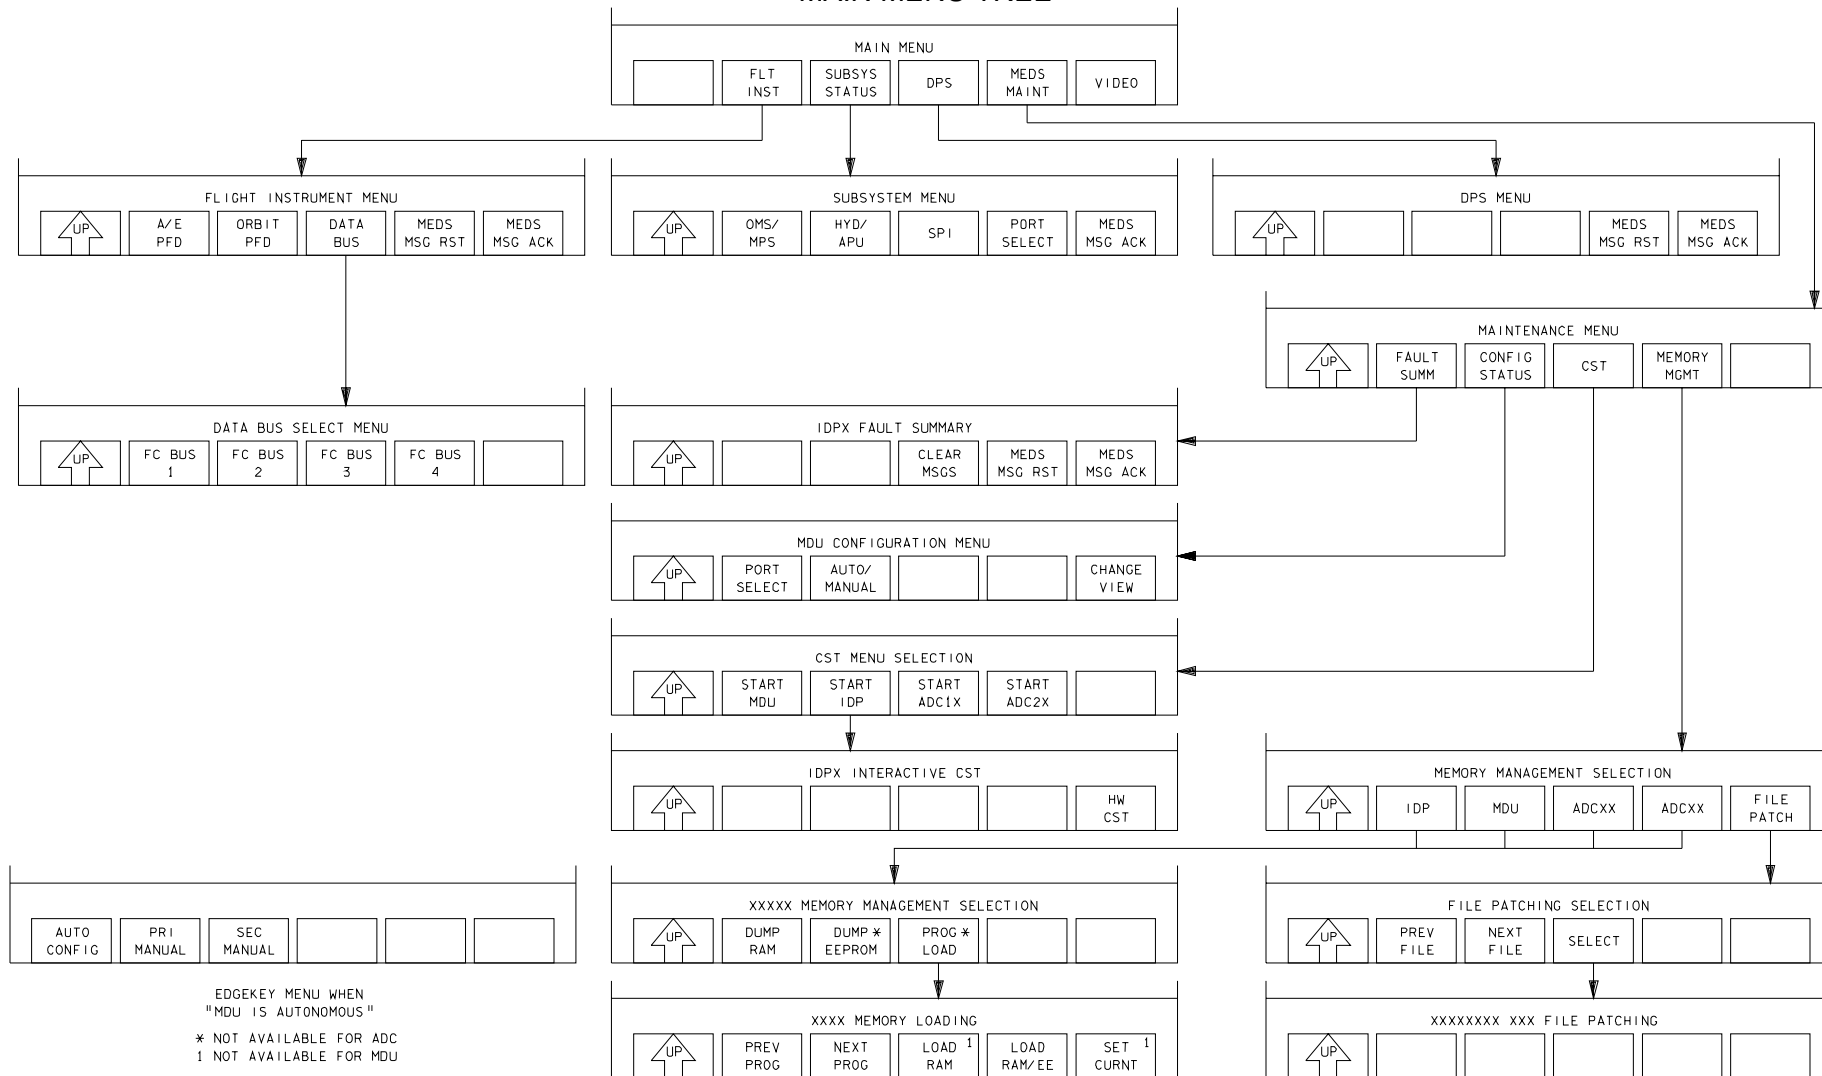 MAIN MENU
FLT INST
SUBSYS STATUS
DPS
MEDS MAINT
VIDEO
FLIGHT INSTRUMENT MENU
UP
A/E PFD
ORBIT PFD
DATA BUS
MEDS MSG RST
MEDS MSG ACK
SUBSYSTEM MENU
UP
OMS/ MPS
HYD/ APU
SPI
PORT SELECT
MEDS MSG ACK
DPS MENU
UP
MEDS MSG RST
MEDS MSG ACK
MAINTENANCE MENU
UP
FAULT SUMM
CONFIG STATUS
CST
MEMORY MGMT
DATA BUS SELECT MENU
UP
FC BUS 1
FC BUS 2
FC BUS 3
FC BUS 4
IDPX FAULT SUMMARY
UP
CLEAR MSGS
MEDS MSG RST
MEDS MSG ACK
MDU CONFIGURATION MENU
UP
PORT SELECT
AUTO/ MANUAL
CHANGE VIEW
CST MENU SELECTION
UP
START MDU
START IDP
START ADC1X
START ADC2X
IDPX INTERACTIVE CST
UP
HW CST
MEMORY MANAGEMENT SELECTION
UP
IDP
MDU
ADCXX
ADCXX
FILE PATCH
AUTO CONFIG
PRI MANUAL
SEC MANUAL
EDGEKEY MENU WHEN
"MDU IS AUTONOMOUS"
* NOT AVAILABLE FOR ADC
1 NOT AVAILABLE FOR MDU
XXXXX MEMORY MANAGEMENT SELECTION
UP
DUMP RAM
DUMP * EEPROM
PROG * LOAD
FILE PATCHING SELECTION
UP
PREV FILE
NEXT FILE
SELECT
XXXX MEMORY LOADING
UP
PREV PROG
NEXT PROG
LOAD 1 RAM
LOAD RAM/EE
SET 1 CURNT
XXXXXXXX XXX FILE PATCHING
UP